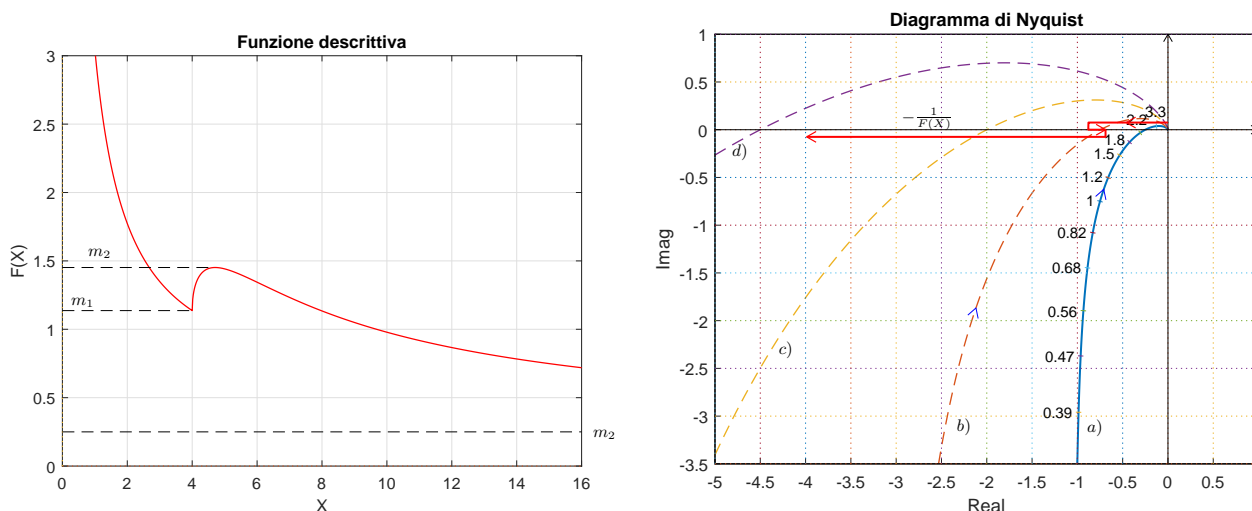 Funzione descrittiva
F(X)
3
2.5
2
1.5
1
0.5
0
m₂
m₁
m₂
0 2 4 6 8 10 12 14 16
X
Diagramma di Nyquist
Imag
1
0.5
0
-0.5
-1
-1.5
-2
-2.5
-3
-3.5
-1/F(X)
3.3
2.2
1.8
1.5
1.2
1
0.82
0.68
0.56
0.47
0.39
d)
c)
b)
a)
-5 -4.5 -4 -3.5 -3 -2.5 -2 -1.5 -1 -0.5 0 0.5
Real